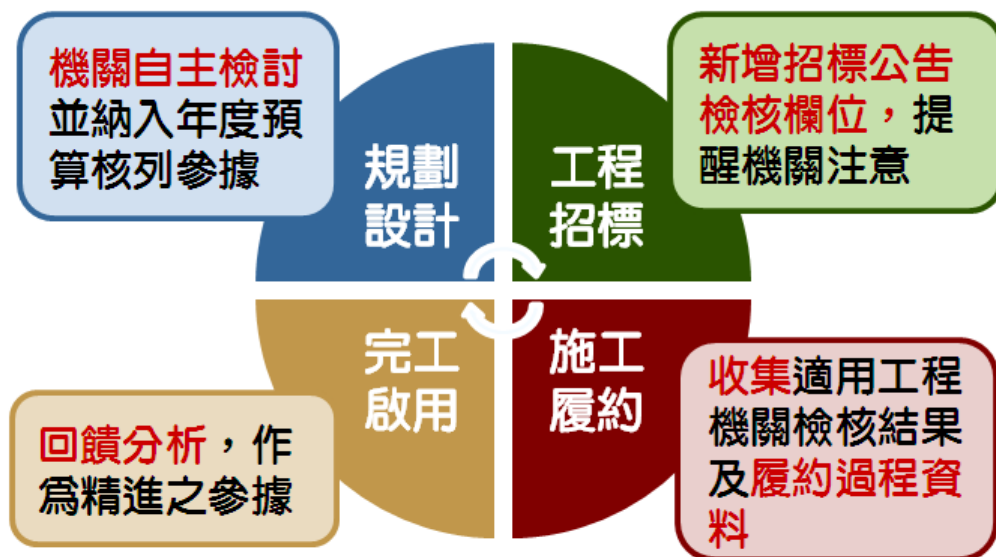 機關自主檢討
並納入年度預
算核列參據
規劃
設計
工程
招標
新增招標公告
檢核欄位，提
醒機關注意
回饋分析，作
為精進之參據
完工
啟用
施工
履約
收集適用工程
機關檢核結果
及履約過程資
料